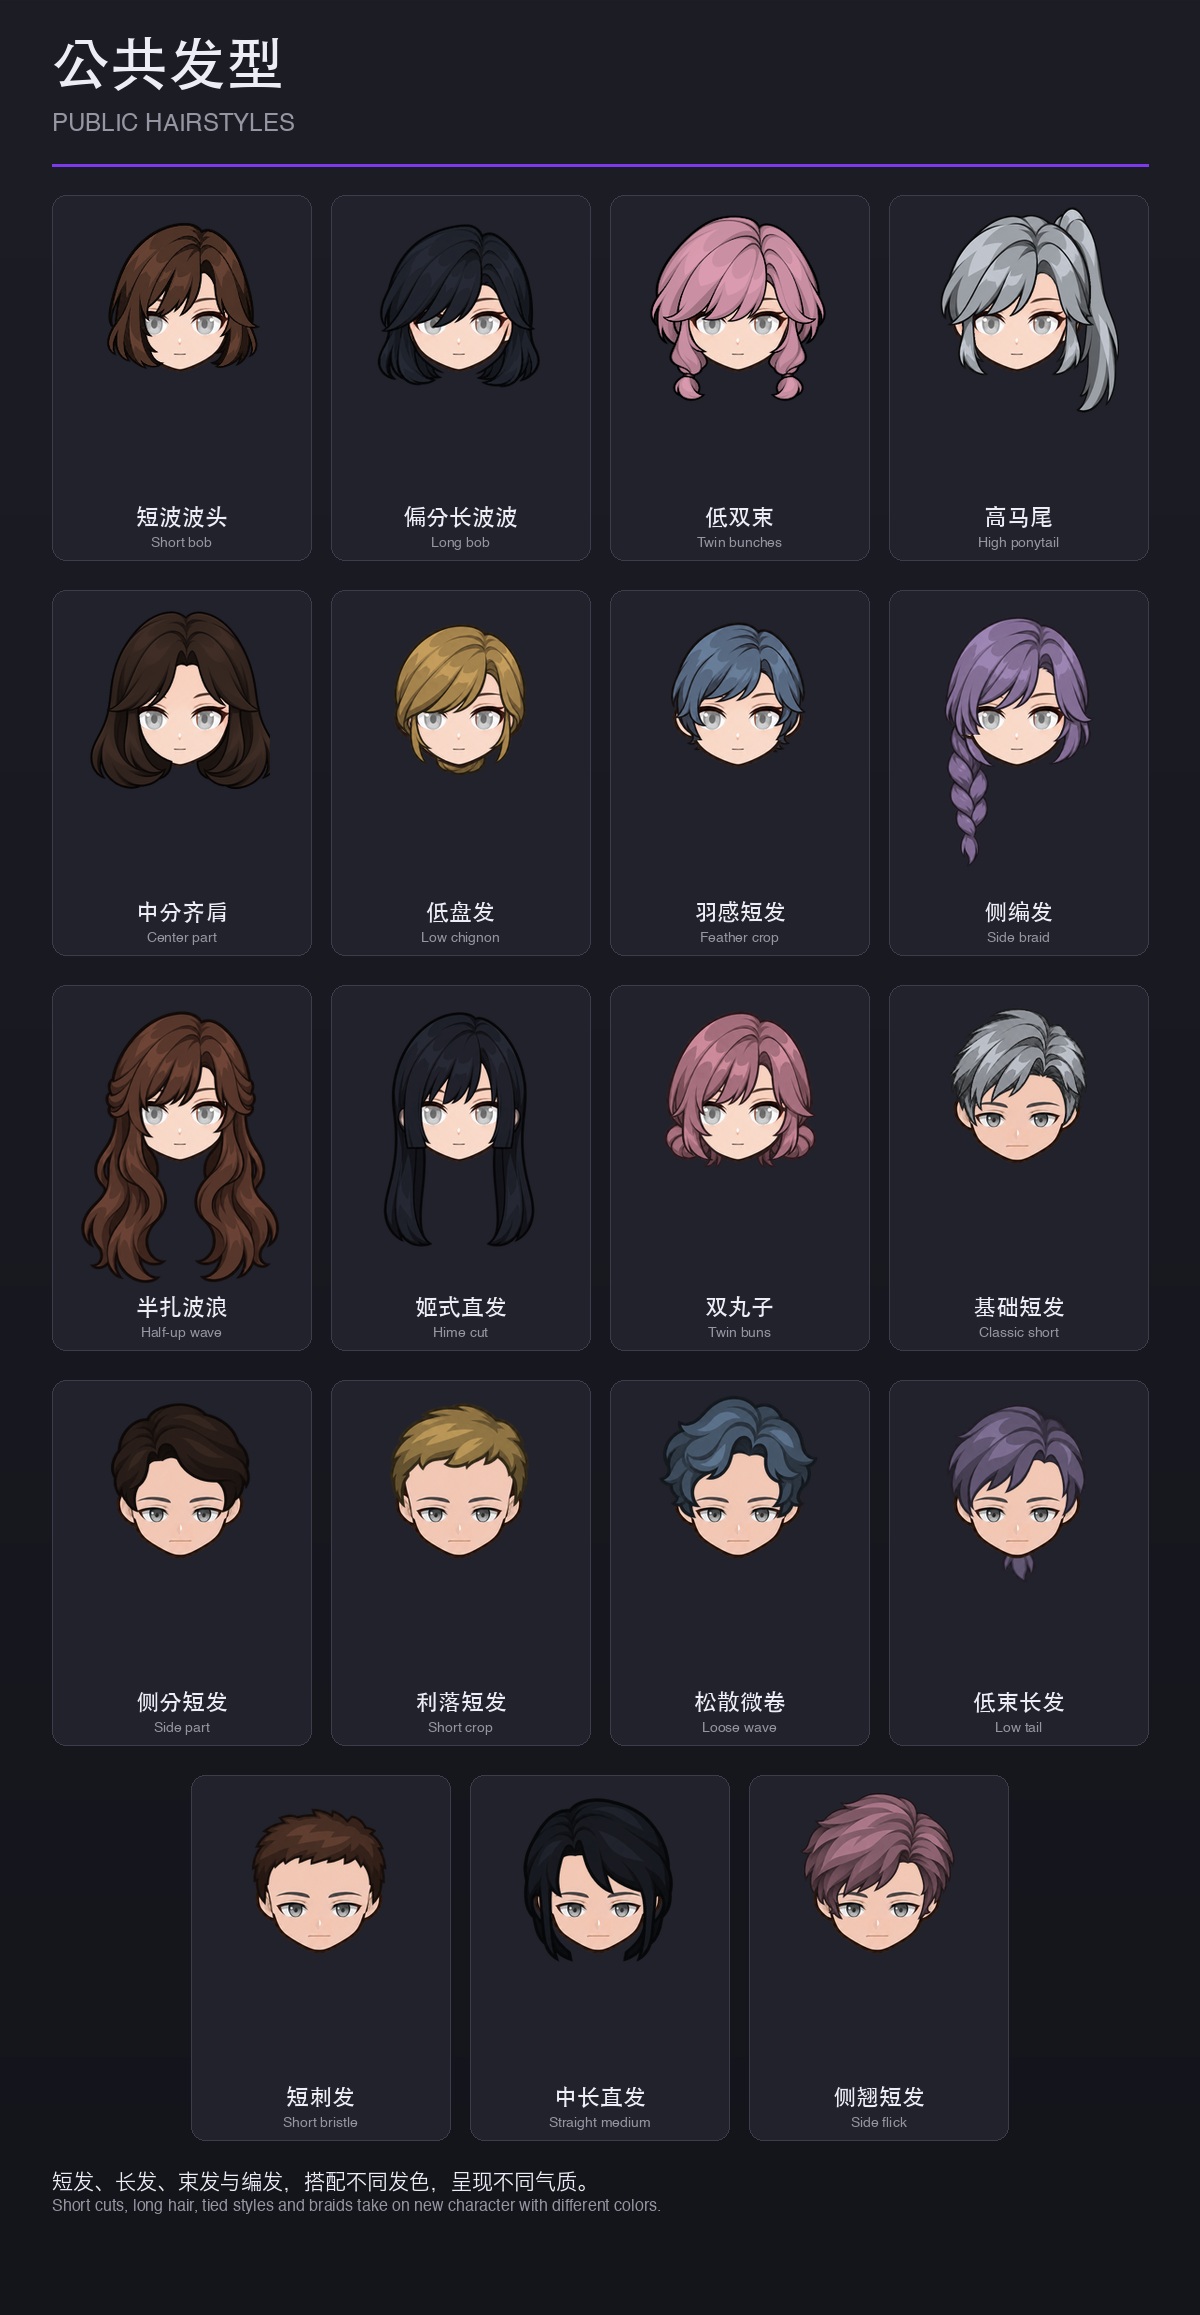 公共发型
PUBLIC HAIRSTYLES
短波波头
Short bob
偏分长波波
Long bob
低双束
Twin bunches
高马尾
High ponytail
中分齐肩
Center part
低盘发
Low chignon
羽感短发
Feather crop
侧编发
Side braid
半扎波浪
Half-up wave
姬式直发
Hime cut
双丸子
Twin buns
基础短发
Classic short
侧分短发
Side part
利落短发
Short crop
松散微卷
Loose wave
低束长发
Low tail
短刺发
Short bristle
中长直发
Straight medium
侧翘短发
Side flick
短发、长发、束发与编发，搭配不同发色，呈现不同气质。
Short cuts, long hair, tied styles and braids take on new character with different colors.